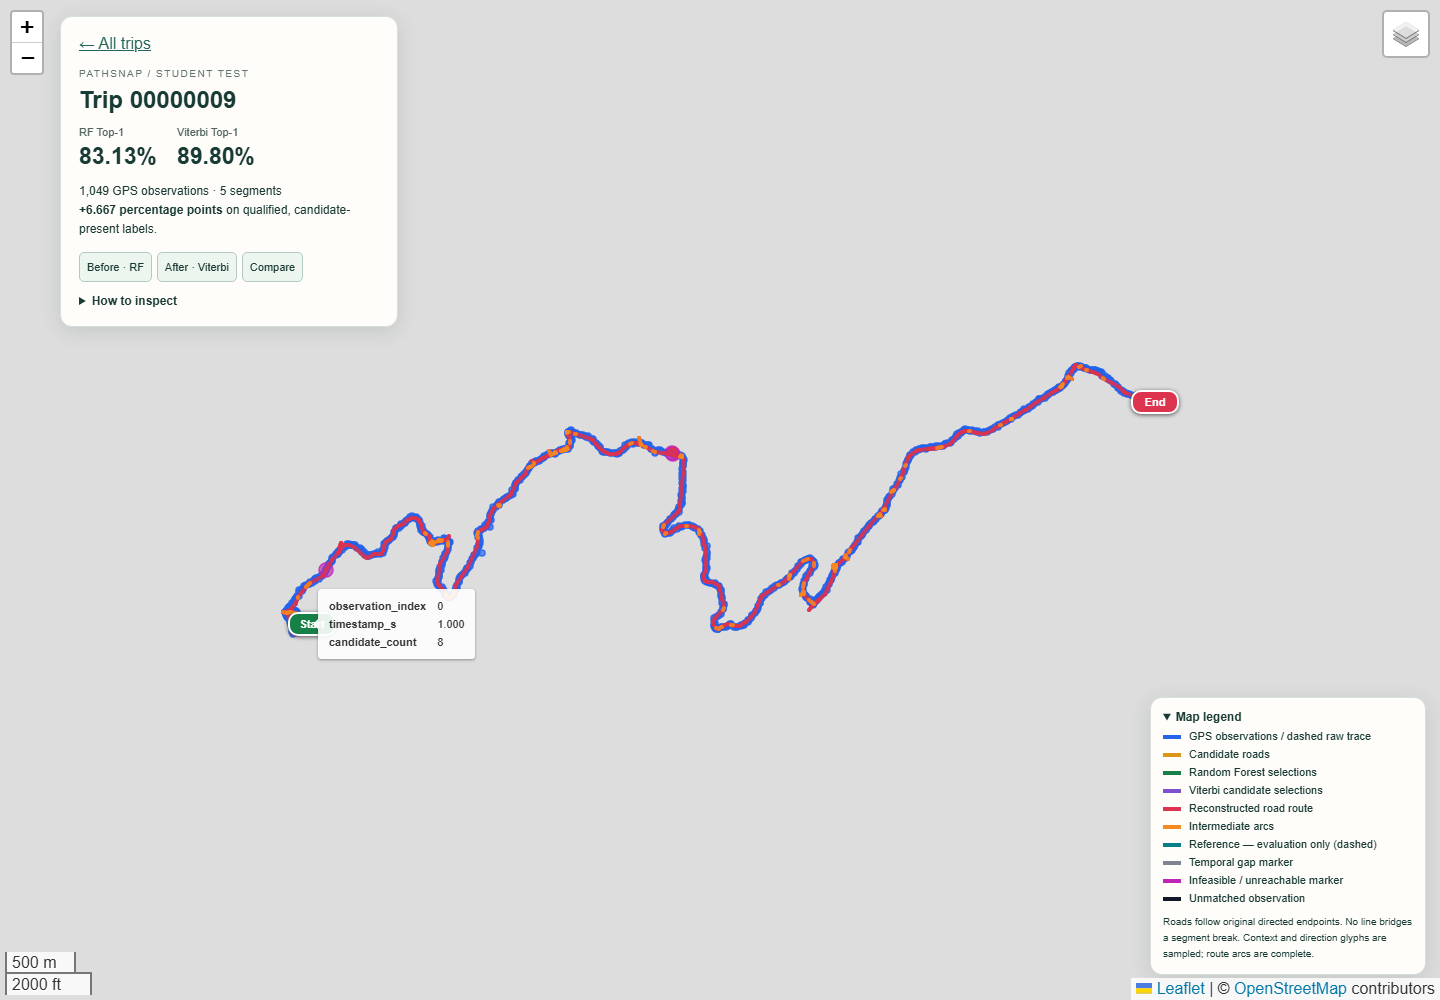 +
−
← All trips
PATHSNAP / STUDENT TEST
Trip 00000009
RF Top-1 Viterbi Top-1
83.13% 89.80%
1,049 GPS observations · 5 segments
+6.667 percentage points on qualified, candidate-
present labels.
Before · RF After · Viterbi Compare
▶ How to inspect
End
observation_index 0
timestamp_s 1.000
candidate_count 8
▼ Map legend
GPS observations / dashed raw trace
Candidate roads
Random Forest selections
Viterbi candidate selections
Reconstructed road route
Intermediate arcs
Reference — evaluation only (dashed)
Temporal gap marker
Infeasible / unreachable marker
Unmatched observation
Roads follow original directed endpoints. No line bridges
a segment break. Context and direction glyphs are
sampled; route arcs are complete.
500 m
2000 ft
Leaflet | © OpenStreetMap contributors